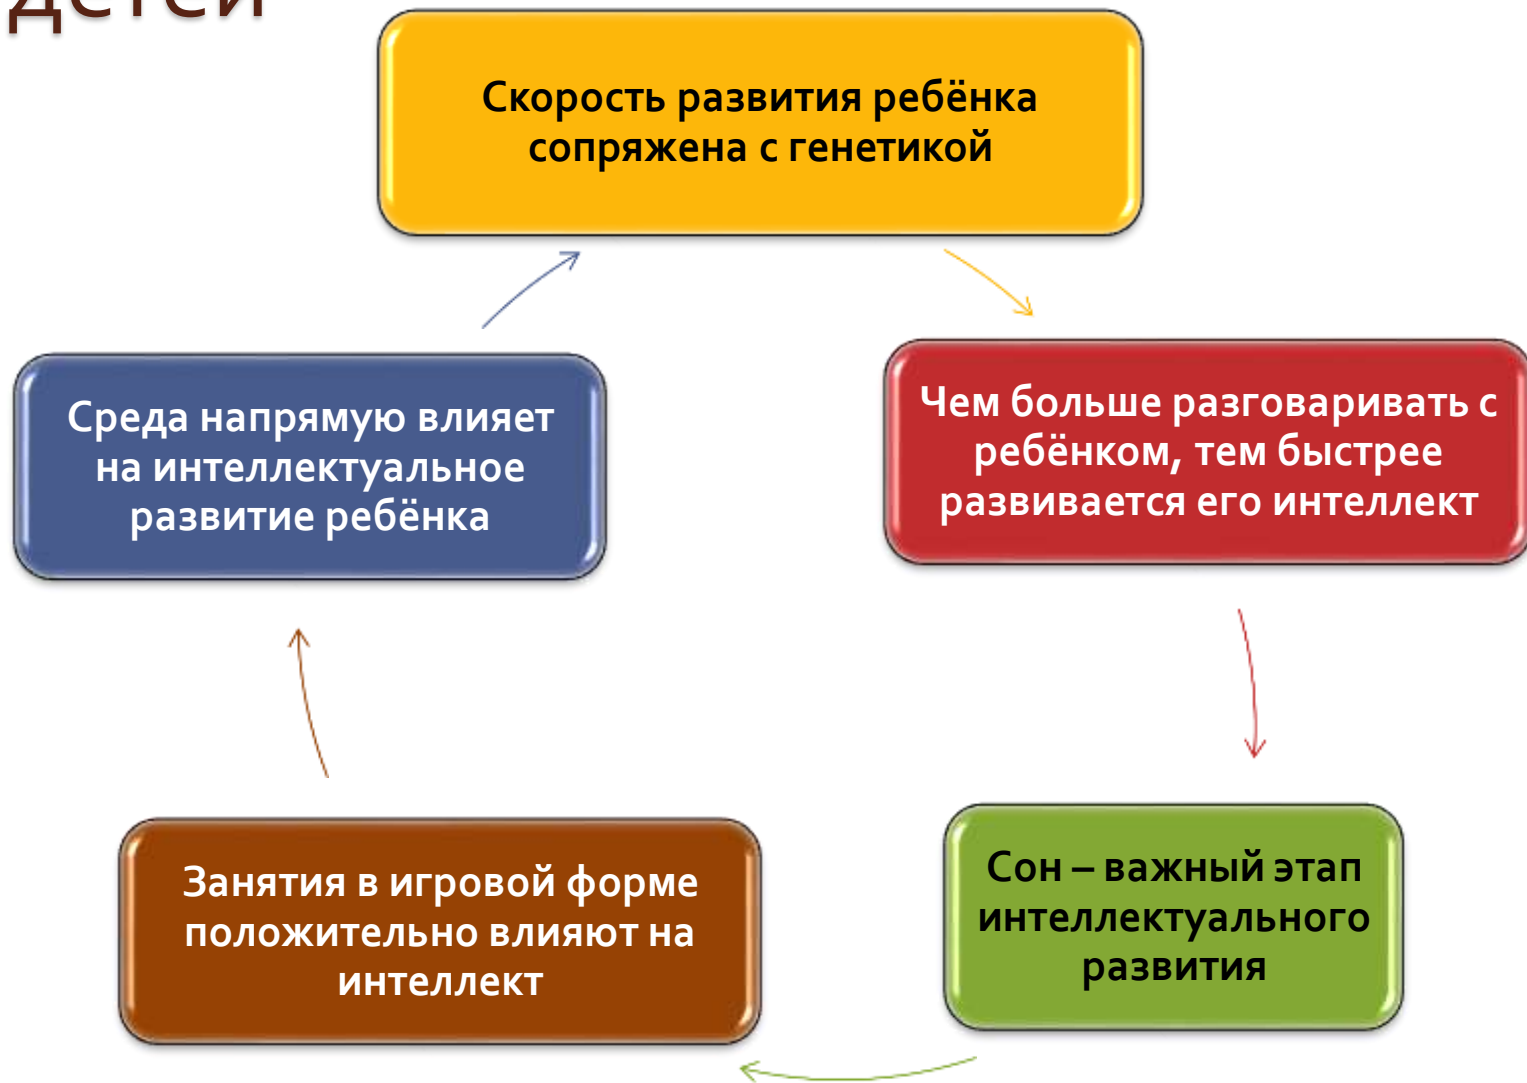 детей
Скорость развития ребёнка
сопряжена с генетикой
Среда напрямую влияет
на интеллектуальное
развитие ребёнка
Чем больше разговаривать с
ребёнком, тем быстрее
развивается его интеллект
Занятия в игровой форме
положительно влияют на
интеллект
Сон – важный этап
интеллектуального
развития